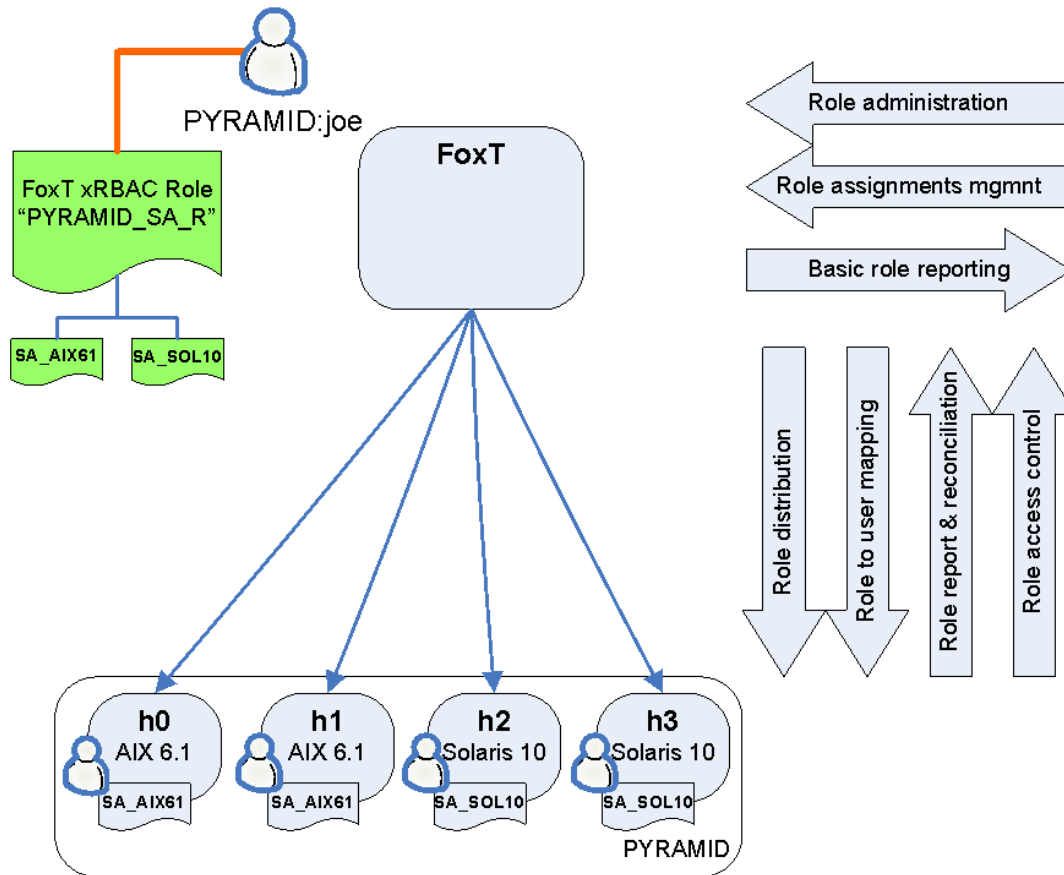 PYRAMID:joe
FoxT xRBAC Role
“PYRAMID_SA_R”
SA_AIX61
SA_SOL10
FoxT
Role administration
Role assignments mgmnt
Basic role reporting
Role distribution
Role to user mapping
Role report & reconciliation
Role access control
h0
AIX 6.1
SA_AIX61
h1
AIX 6.1
SA_AIX61
h2
Solaris 10
SA_SOL10
h3
Solaris 10
SA_SOL10
PYRAMID